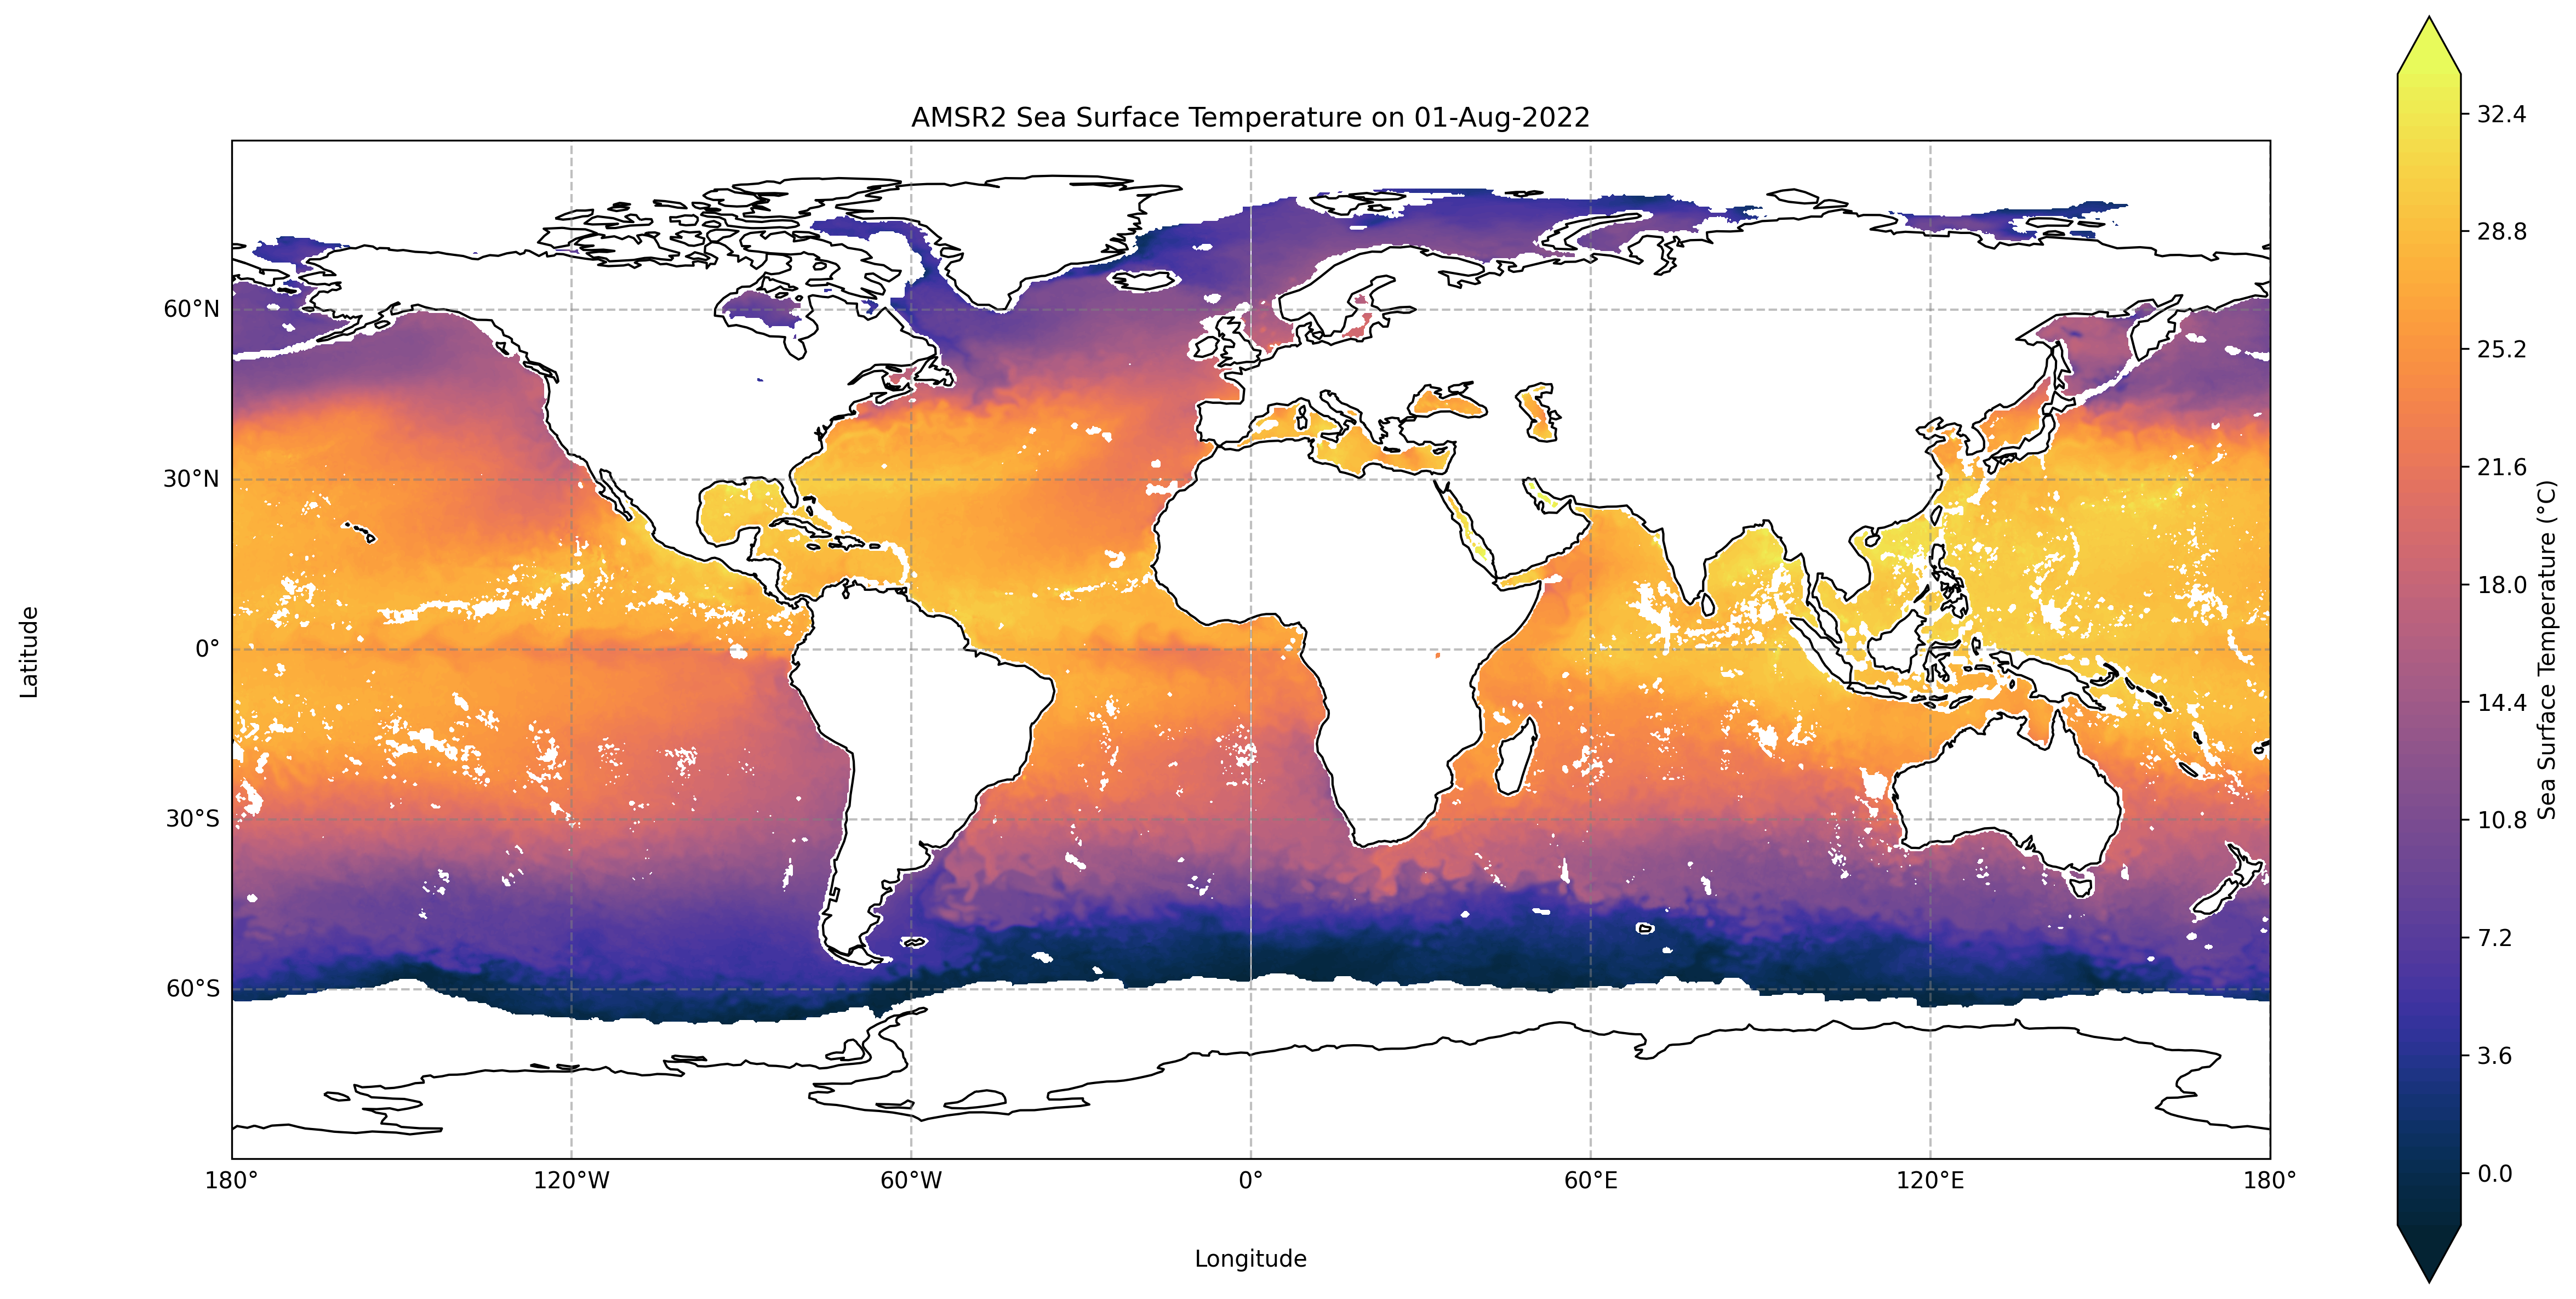 AMSR2 Sea Surface Temperature on 01-Aug-2022
60°N
30°N
0°
30°S
60°S
Latitude
180°
120°W
60°W
0°
60°E
120°E
180°
Longitude
32.4
28.8
25.2
21.6
18.0
14.4
10.8
7.2
3.6
0.0
Sea Surface Temperature (°C)